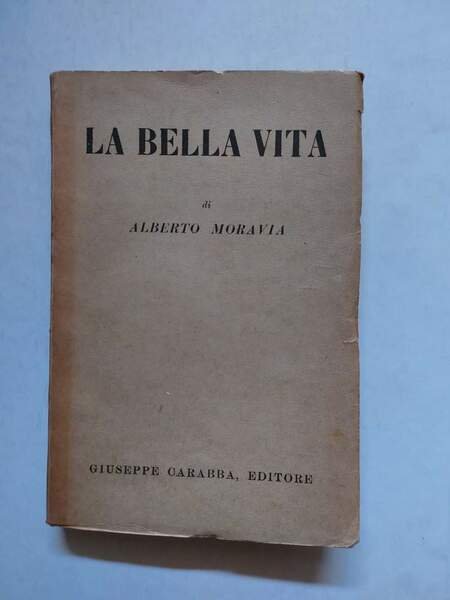 LA BELLA VITA
di
ALBERTO MORAVIA
GIUSEPPE CARABBA, EDITORE